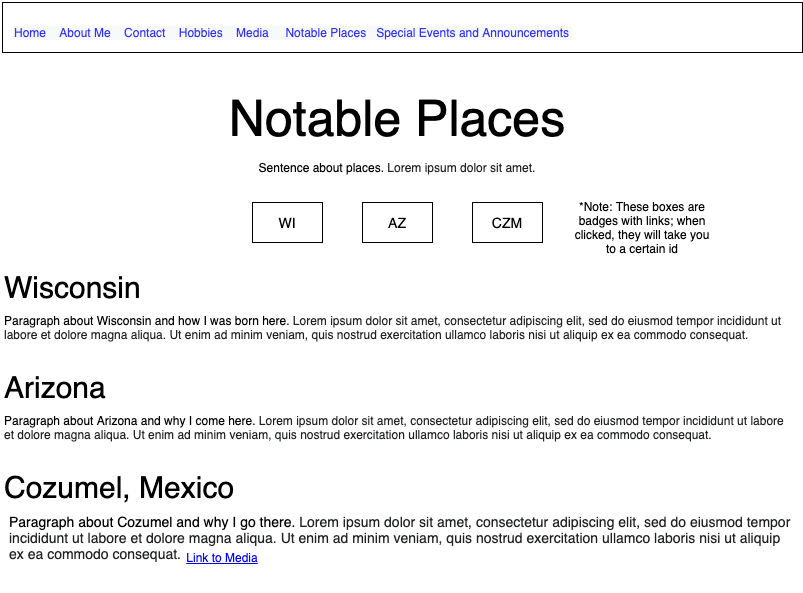 Home About Me Contact Hobbies Media Notable Places Special Events and Announcements
Notable Places
Sentence about places. Lorem ipsum dolor sit amet.
WI AZ CZM
*Note: These boxes are
badges with links; when
clicked, they will take you
to a certain id
Wisconsin
Paragraph about Wisconsin and how I was born here. Lorem ipsum dolor sit amet, consectetur adipiscing elit, sed do eiusmod tempor incididunt ut
labore et dolore magna aliqua. Ut enim ad minim veniam, quis nostrud exercitation ullamco laboris nisi ut aliquip ex ea commodo consequat.
Arizona
Paragraph about Arizona and why I come here. Lorem ipsum dolor sit amet, consectetur adipiscing elit, sed do eiusmod tempor incididunt ut labore
et dolore magna aliqua. Ut enim ad minim veniam, quis nostrud exercitation ullamco laboris nisi ut aliquip ex ea commodo consequat.
Cozumel, Mexico
Paragraph about Cozumel and why I go there. Lorem ipsum dolor sit amet, consectetur adipiscing elit, sed do eiusmod tempor
incididunt ut labore et dolore magna aliqua. Ut enim ad minim veniam, quis nostrud exercitation ullamco laboris nisi ut aliquip
ex ea commodo consequat. Link to Media